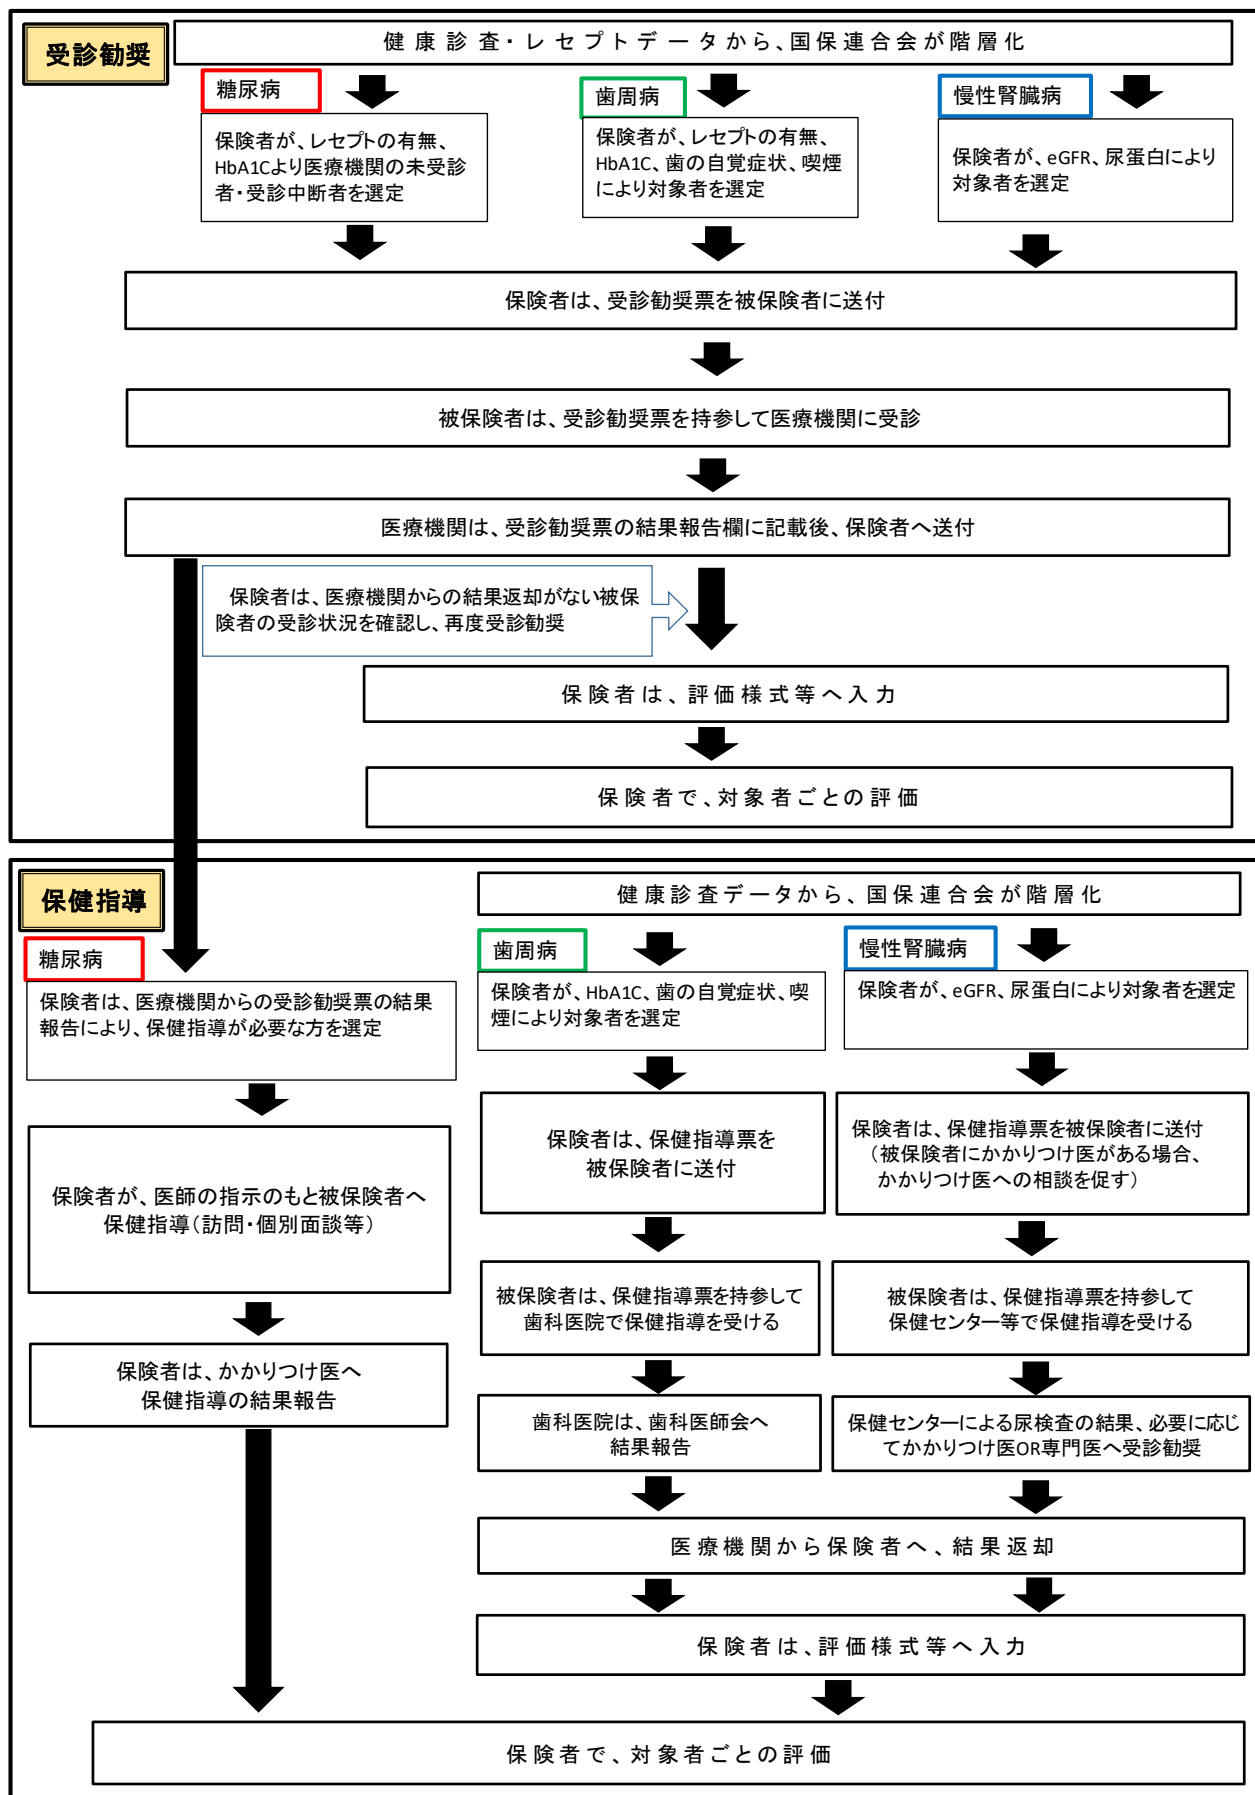 受診勧奨
健康診査・レセプトデータから、国保連合会が階層化
糖尿病
保険者が、レセプトの有無、
HbA1Cより医療機関の未受診
者・受診中断者を選定
歯周病
保険者が、レセプトの有無、
HbA1C、歯の自覚症状、喫煙
により対象者を選定
慢性腎臓病
保険者が、eGFR、尿蛋白により
対象者を選定
保険者は、受診勧奨票を被保険者に送付
被保険者は、受診勧奨票を持参して医療機関に受診
医療機関は、受診勧奨票の結果報告欄に記載後、保険者へ送付
保険者は、医療機関からの結果返却がない被保
険者の受診状況を確認し、再度受診勧奨
保険者は、評価様式等へ入力
保険者で、対象者ごとの評価
保健指導
健康診査データから、国保連合会が階層化
糖尿病
保険者は、医療機関からの受診勧奨票の結果
報告により、保健指導が必要な方を選定
保険者が、医師の指示のもと被保険者へ
保健指導（訪問・個別面談等）
保険者は、かかりつけ医へ
保健指導の結果報告
歯周病
保険者が、HbA1C、歯の自覚症状、喫
煙により対象者を選定
保険者は、保健指導票を
被保険者に送付
被保険者は、保健指導票を持参して
歯科医院で保健指導を受ける
歯科医院は、歯科医師会へ
結果報告
慢性腎臓病
保険者が、eGFR、尿蛋白により対象者を選定
保険者は、保健指導票を被保険者に送付
（被保険者にかかりつけ医がある場合、
かかりつけ医への相談を促す）
被保険者は、保健指導票を持参して
保健センター等で保健指導を受ける
保健センターによる尿検査の結果、必要に応じ
てかかりつけ医OR専門医へ受診勧奨
医療機関から保険者へ、結果返却
保険者は、評価様式等へ入力
保険者で、対象者ごとの評価